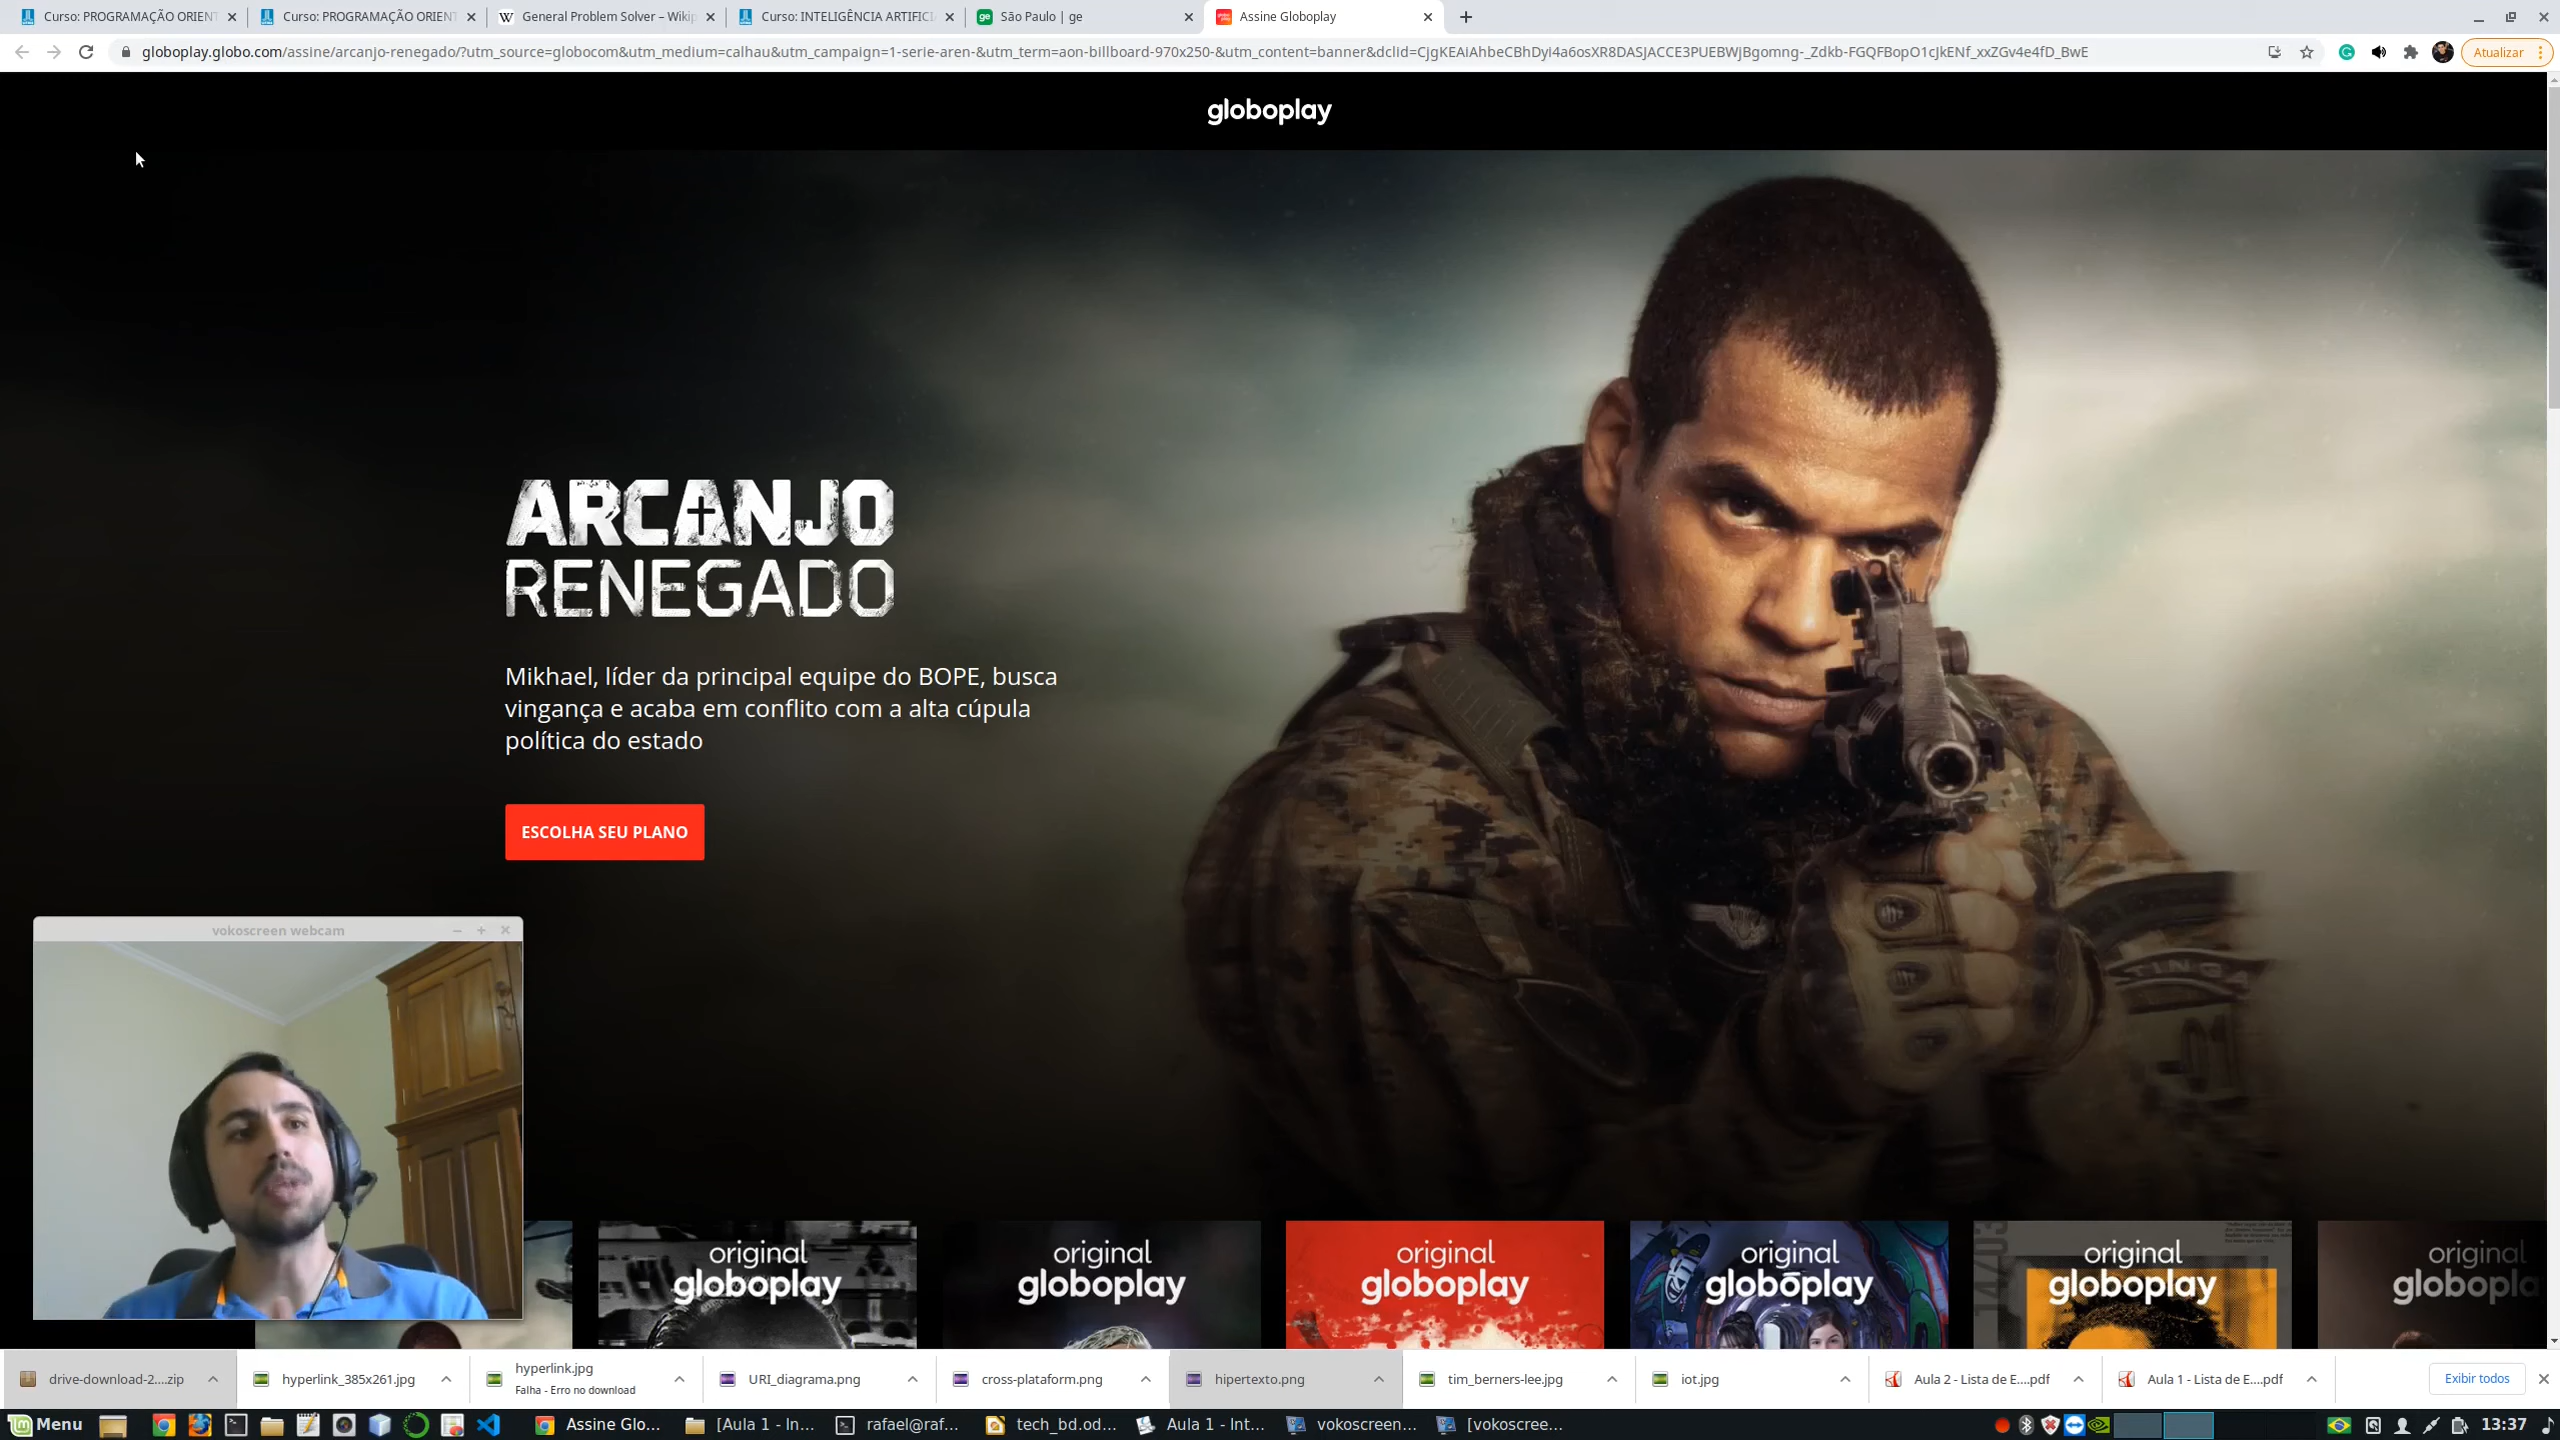 Curso: PROGRAMAÇÃO ORIENT
Curso: PROGRAMAÇÃO ORIENT
General Problem Solver – Wikip
Curso: INTELIGÊNCIA ARTIFICI
São Paulo | ge
Assine Globoplay
globoplay.globo.com/assine/arcanjo-renegado/?utm_source=globocom&utm_medium=calhau&utm_campaign=1-serie-aren-&utm_term=aon-billboard-970x250-&utm_content=banner&dclid=CjgKEAiAhbeCBhDyi4a6osXR8DASJACCE3PUEBWjBgomng-_Zdkb-FGQFBopO1cJkENf_xxZGv4e4fD_BwE
Atualizar
globoplay
ARCANJO
RENEGADO
Mikhael, líder da principal equipe do BOPE, busca
vingança e acaba em conflito com a alta cúpula
política do estado
ESCOLHA SEU PLANO
TINGA
vokoscreen webcam
original
globoplay
original
globoplay
original
globoplay
original
globoplay
original
globoplay
original
globopla
drive-download-2....zip
hyperlink_385x261.jpg
hyperlink.jpg
Falha - Erro no download
URI_diagrama.png
cross-plataform.png
hipertexto.png
tim_berners-lee.jpg
iot.jpg
Aula 2 - Lista de E....pdf
Aula 1 - Lista de E....pdf
Exibir todos
Menu
Assine Glo...
[Aula 1 - In...
rafael@raf...
tech_bd.od...
Aula 1 - Int...
vokoscreen...
[vokoscree...
13:37